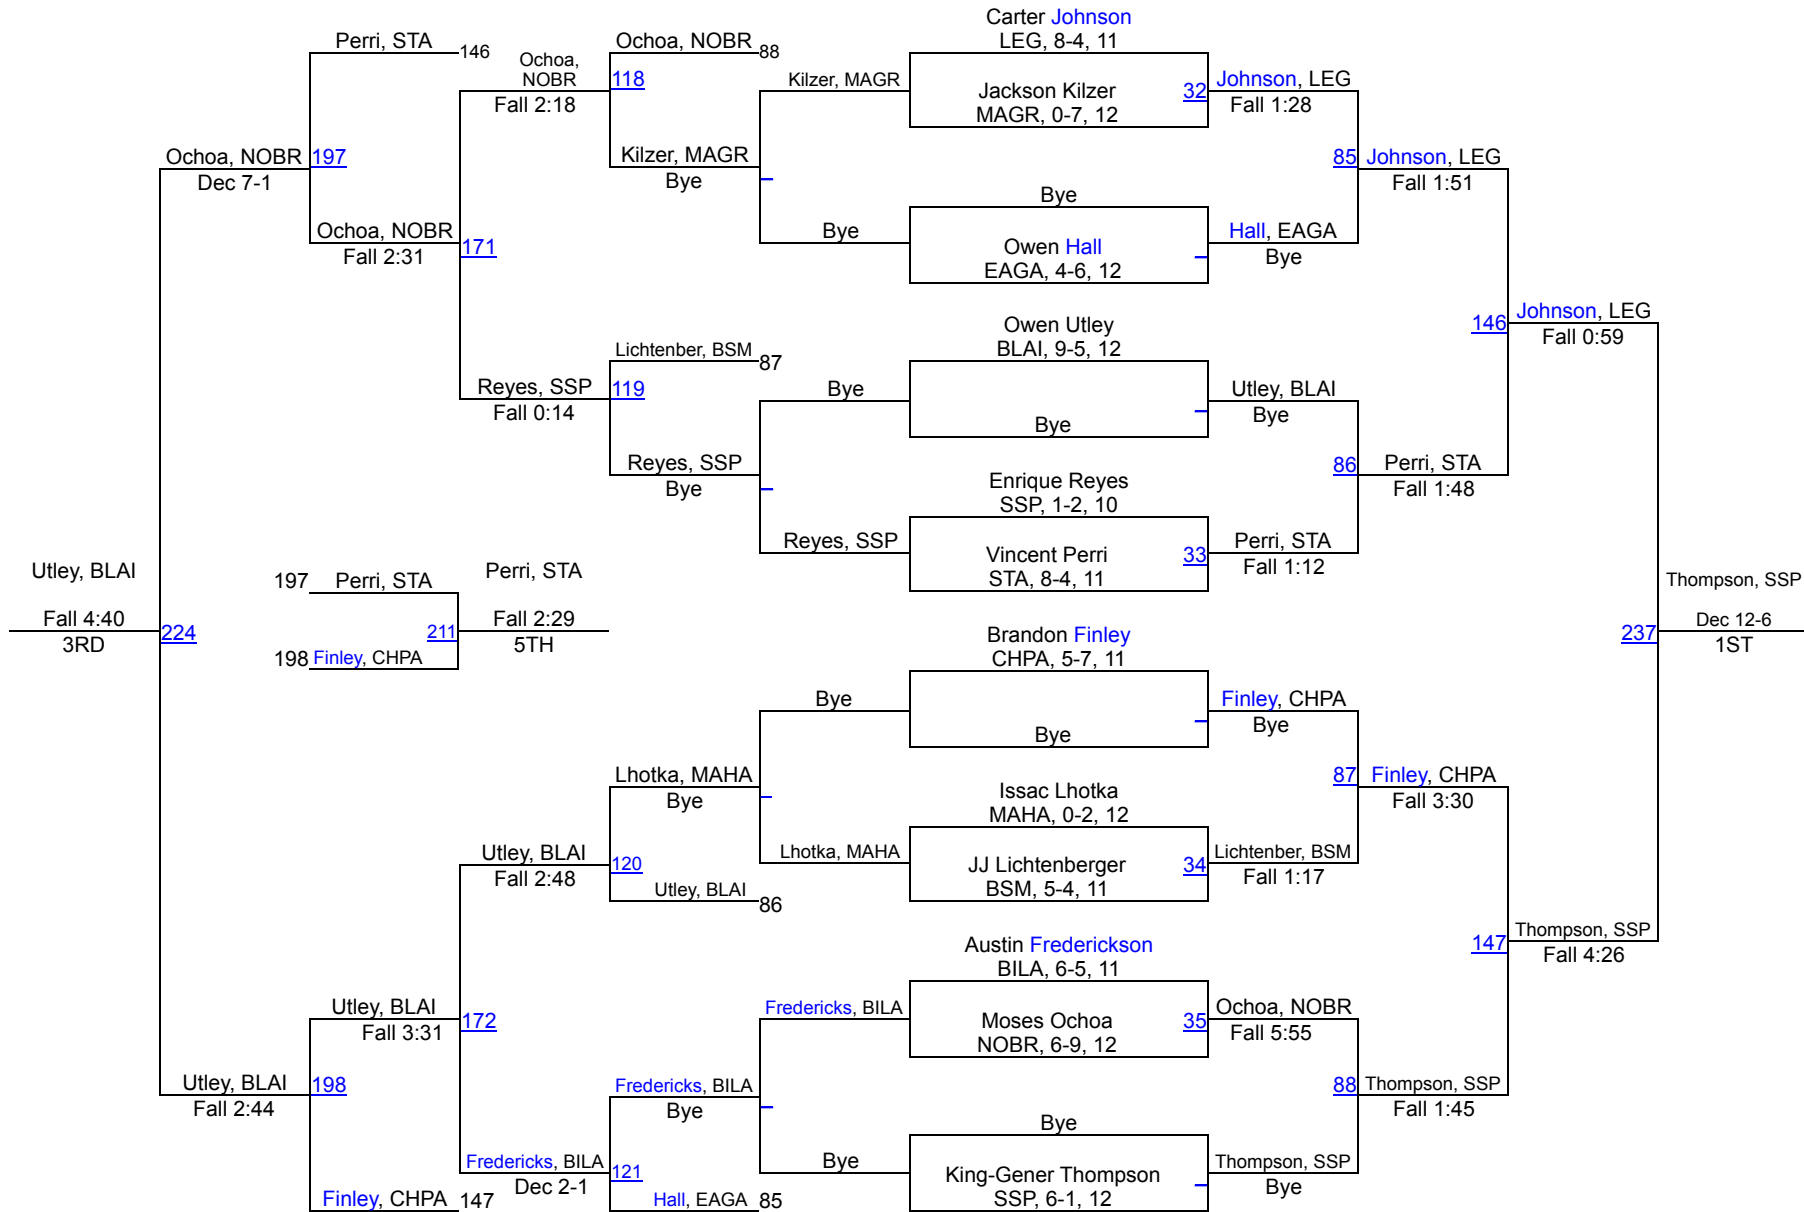 Carter Johnson
LEG, 8-4, 11
Perri, STA 146
Ochoa,
NOBR
Fall 2:18
Ochoa, NOBR 88
118
Kilzer, MAGR
Jackson Kilzer
MAGR, 0-7, 12
32
Johnson, LEG
Fall 1:28
Ochoa, NOBR
Dec 7-1
197
Kilzer, MAGR
Bye
85
Johnson, LEG
Fall 1:51
Ochoa, NOBR
Fall 2:31
171
Bye
Bye
Owen Hall
EAGA, 4-6, 12
Hall, EAGA
Bye
Owen Utley
BLAI, 9-5, 12
146
Johnson, LEG
Fall 0:59
Lichtenber, BSM
87
Reyes, SSP
Fall 0:14
119
Bye
Bye
Utley, BLAI
Bye
Reyes, SSP
Bye
Enrique Reyes
SSP, 1-2, 10
86
Perri, STA
Fall 1:48
Reyes, SSP
Vincent Perri
STA, 8-4, 11
33
Perri, STA
Fall 1:12
Utley, BLAI
Fall 4:40
3RD
224
197 Perri, STA
198 Finley, CHPA
211
Perri, STA
Fall 2:29
5TH
237
Thompson, SSP
Dec 12-6
1ST
Brandon Finley
CHPA, 5-7, 11
Bye
Bye
Finley, CHPA
Bye
Lhotka, MAHA
Bye
Issac Lhotka
MAHA, 0-2, 12
87
Finley, CHPA
Fall 3:30
Utley, BLAI
Fall 2:48
120
Lhotka, MAHA
JJ Lichtenberger
BSM, 5-4, 11
34
Lichtenber, BSM
Fall 1:17
Utley, BLAI
86
Austin Frederickson
BILA, 6-5, 11
147
Thompson, SSP
Fall 4:26
Utley, BLAI
Fall 3:31
172
Fredericks, BILA
Moses Ochoa
NOBR, 6-9, 12
35
Ochoa, NOBR
Fall 5:55
Utley, BLAI
Fall 2:44
198
Fredericks, BILA
Bye
88
Thompson, SSP
Fall 1:45
Bye
Fredericks, BILA
Dec 2-1
121
Bye
King-Gener Thompson
SSP, 6-1, 12
Thompson, SSP
Bye
Finley, CHPA 147
Hall, EAGA 85